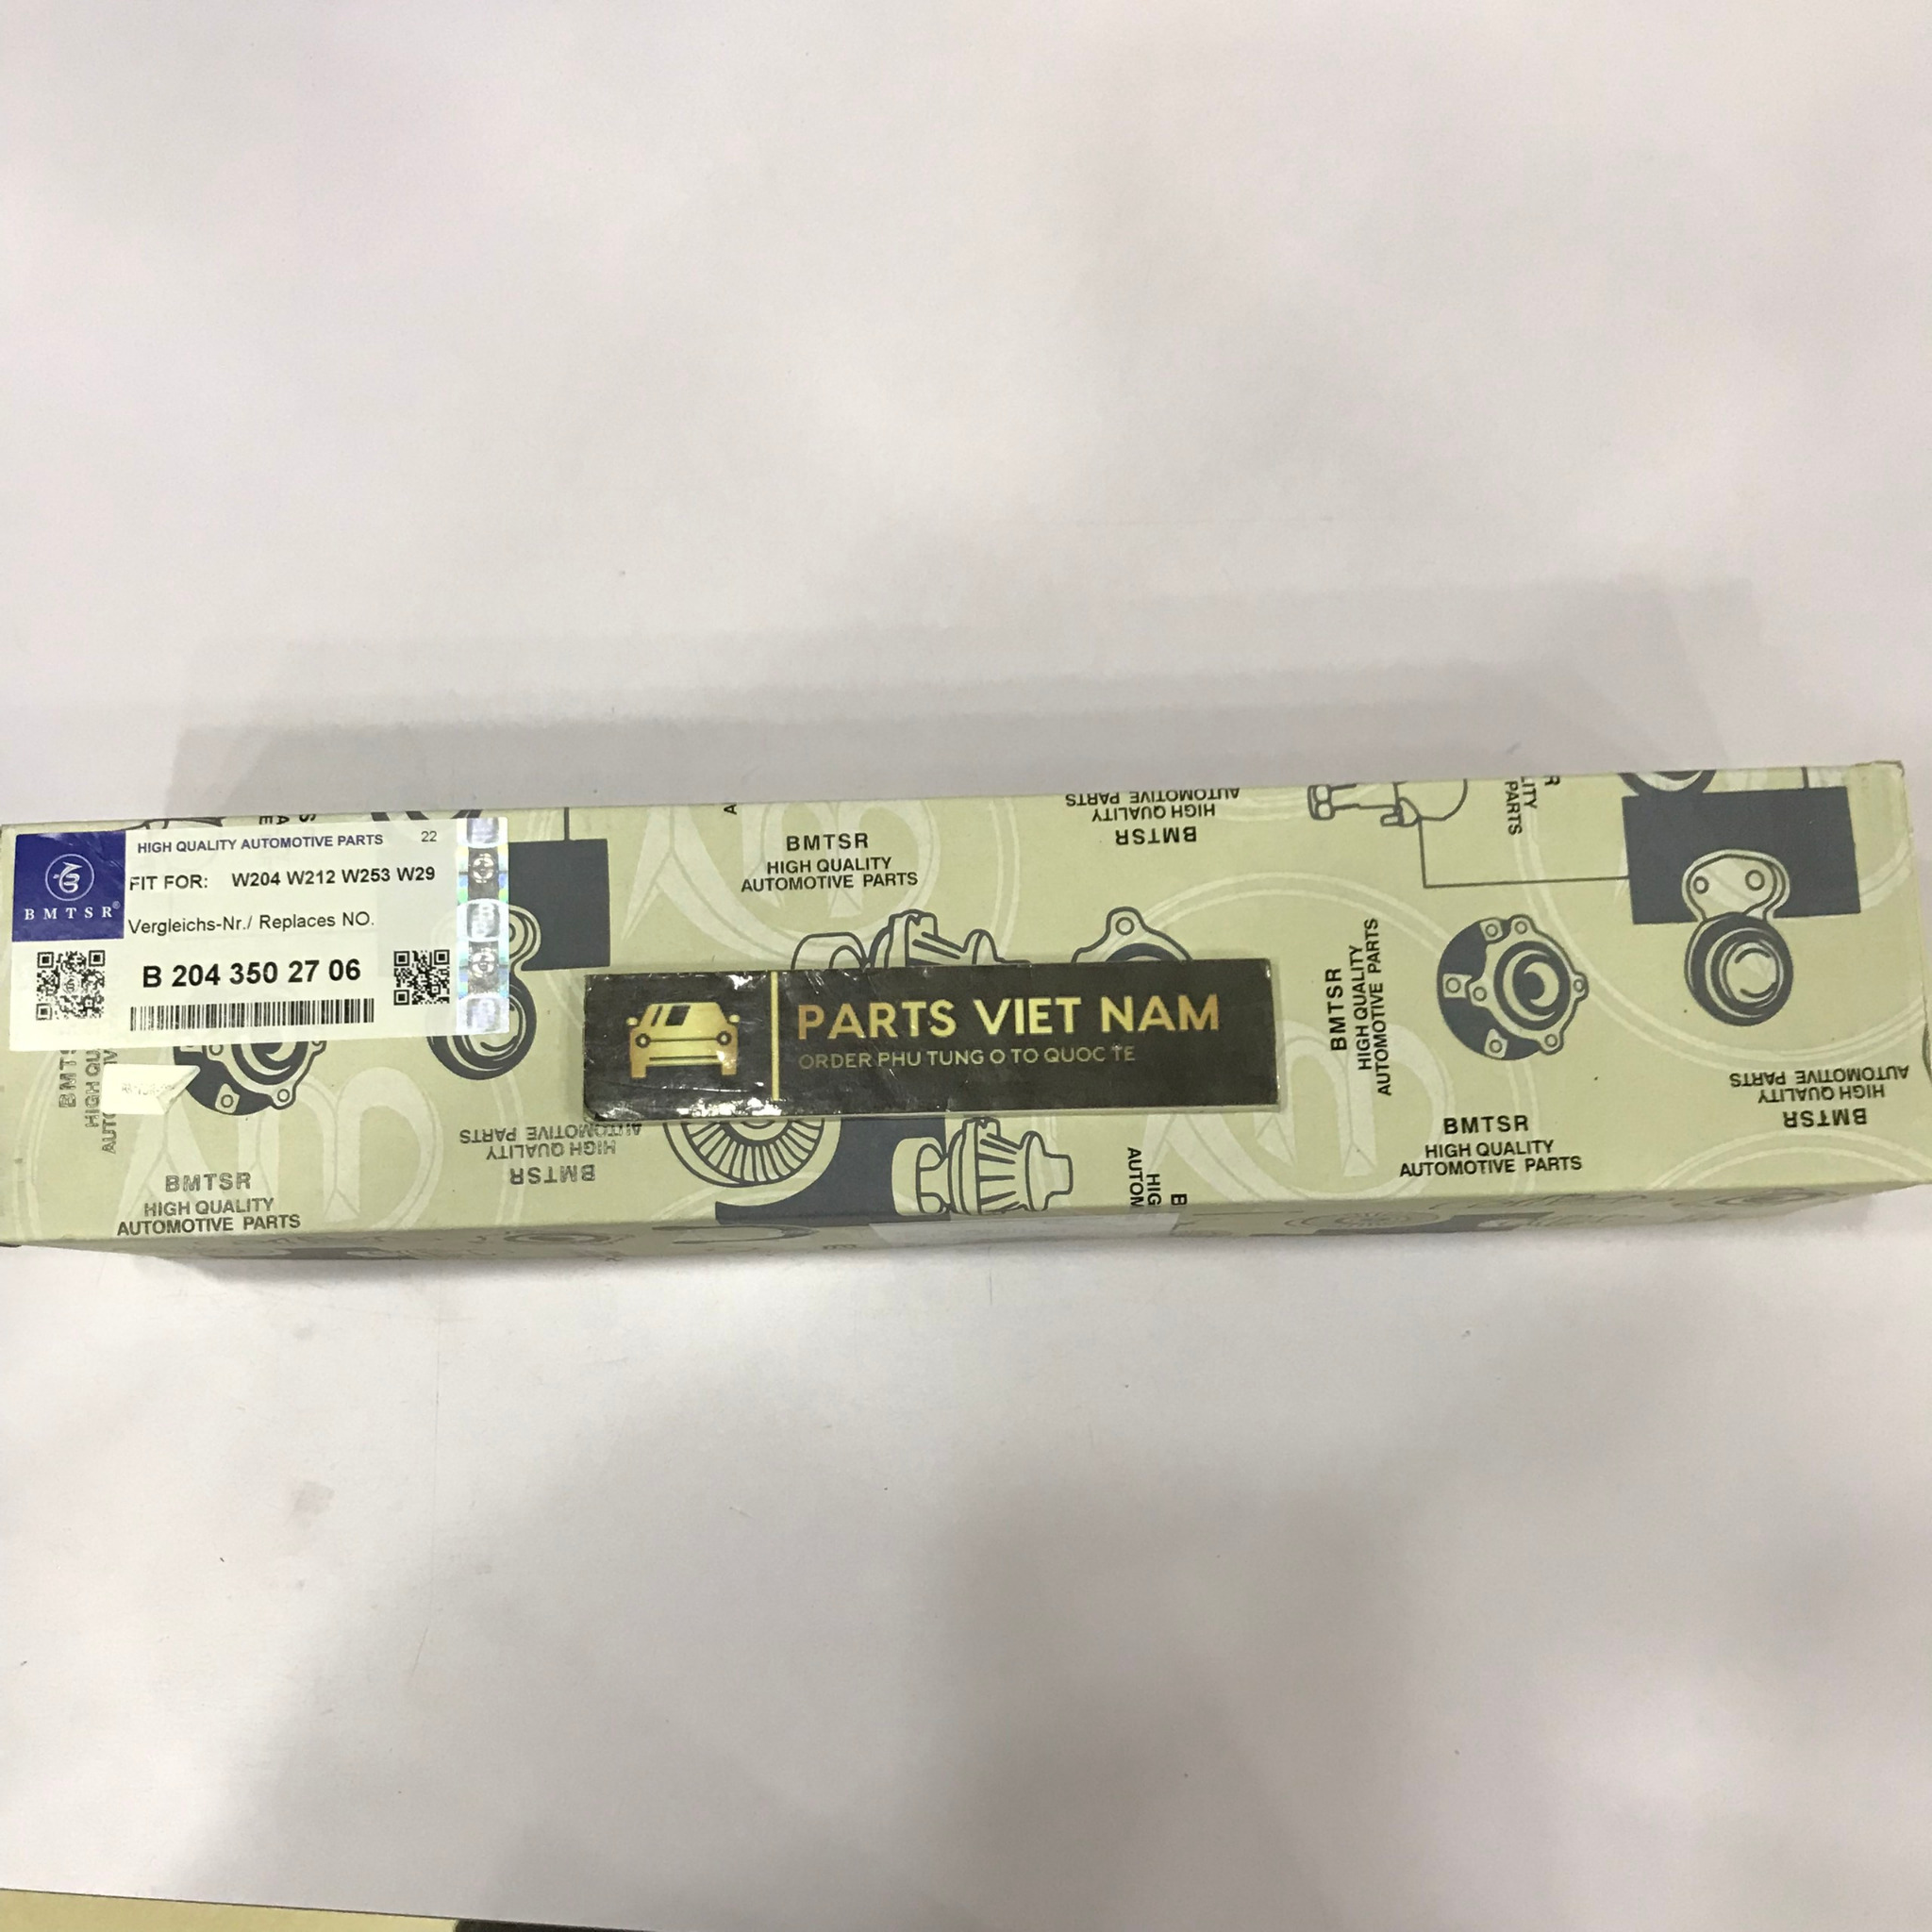 HIGH QUALITY AUTOMOTIVE PARTS 22
FIT FOR: W204 W212 W253 W29
BMTSR®
Vergleichs-Nr./ Replaces NO.
B 204 350 27 06
BMTSR
HIGH QUALITY
AUTOMOTIVE PARTS
BMTSR
HIGH QUALITY
AUTOMOTIVE PARTS
PARTS VIET NAM
ORDER PHU TUNG O TO QUOC TE
BMTSR
HIGH QUALITY
AUTOMOTIVE PARTS
BMTSR
HIGH QUALITY
AUTOMOTIVE PARTS
BMTSR
HIGH QUALITY
AUTOMOTIVE PARTS
BMTSR
HIGH QUALITY
AUTOMOTIVE PARTS
BMTSR
HIGH QUALITY
AUTOMOTIVE PARTS